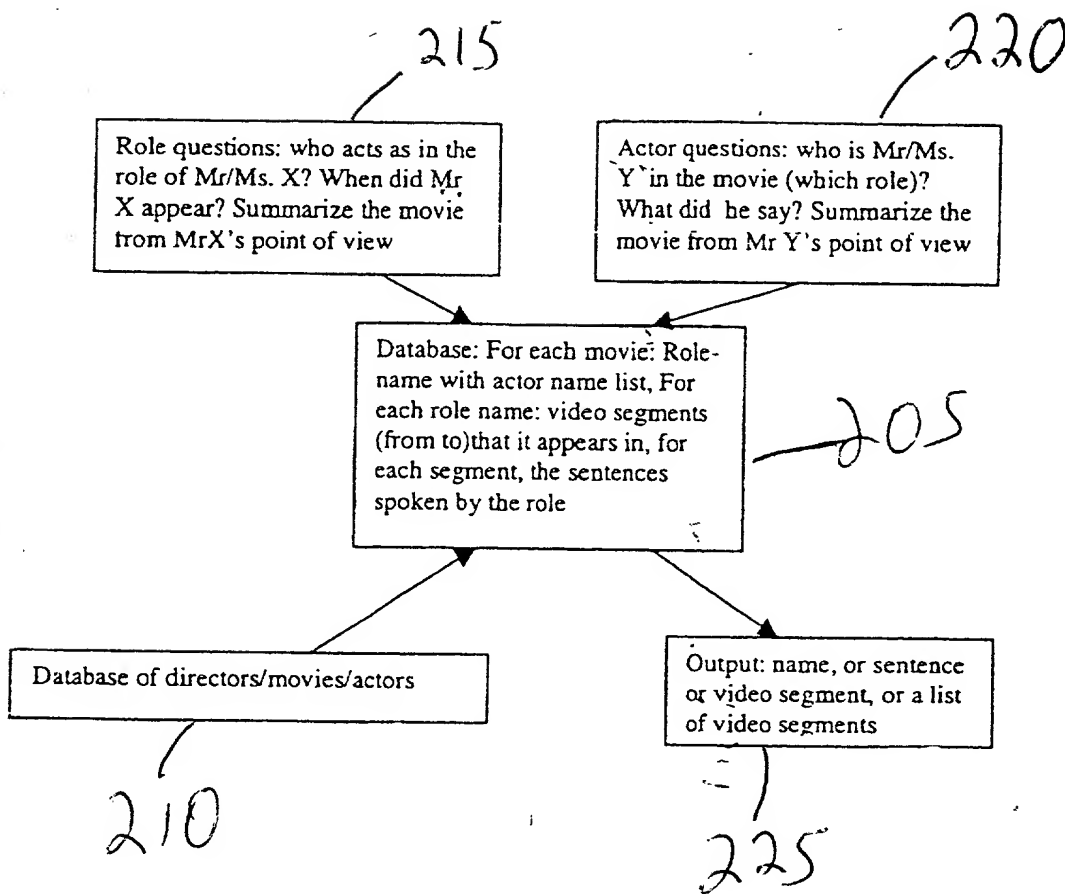 215
220
Role questions: who acts as in the
role of Mr/Ms. X? When did Mr
X appear? Summarize the movie
from MrX's point of view
Actor questions: who is Mr/Ms.
Y in the movie (which role)?
What did he say? Summarize the
movie from Mr Y's point of view
Database: For each movie: Role-
name with actor name list, For
each role name: video segments
(from to)that it appears in, for
each segment, the sentences
spoken by the role
205
Database of directors/movies/actors
Output: name, or sentence
or video segment, or a list
of video segments
210
225